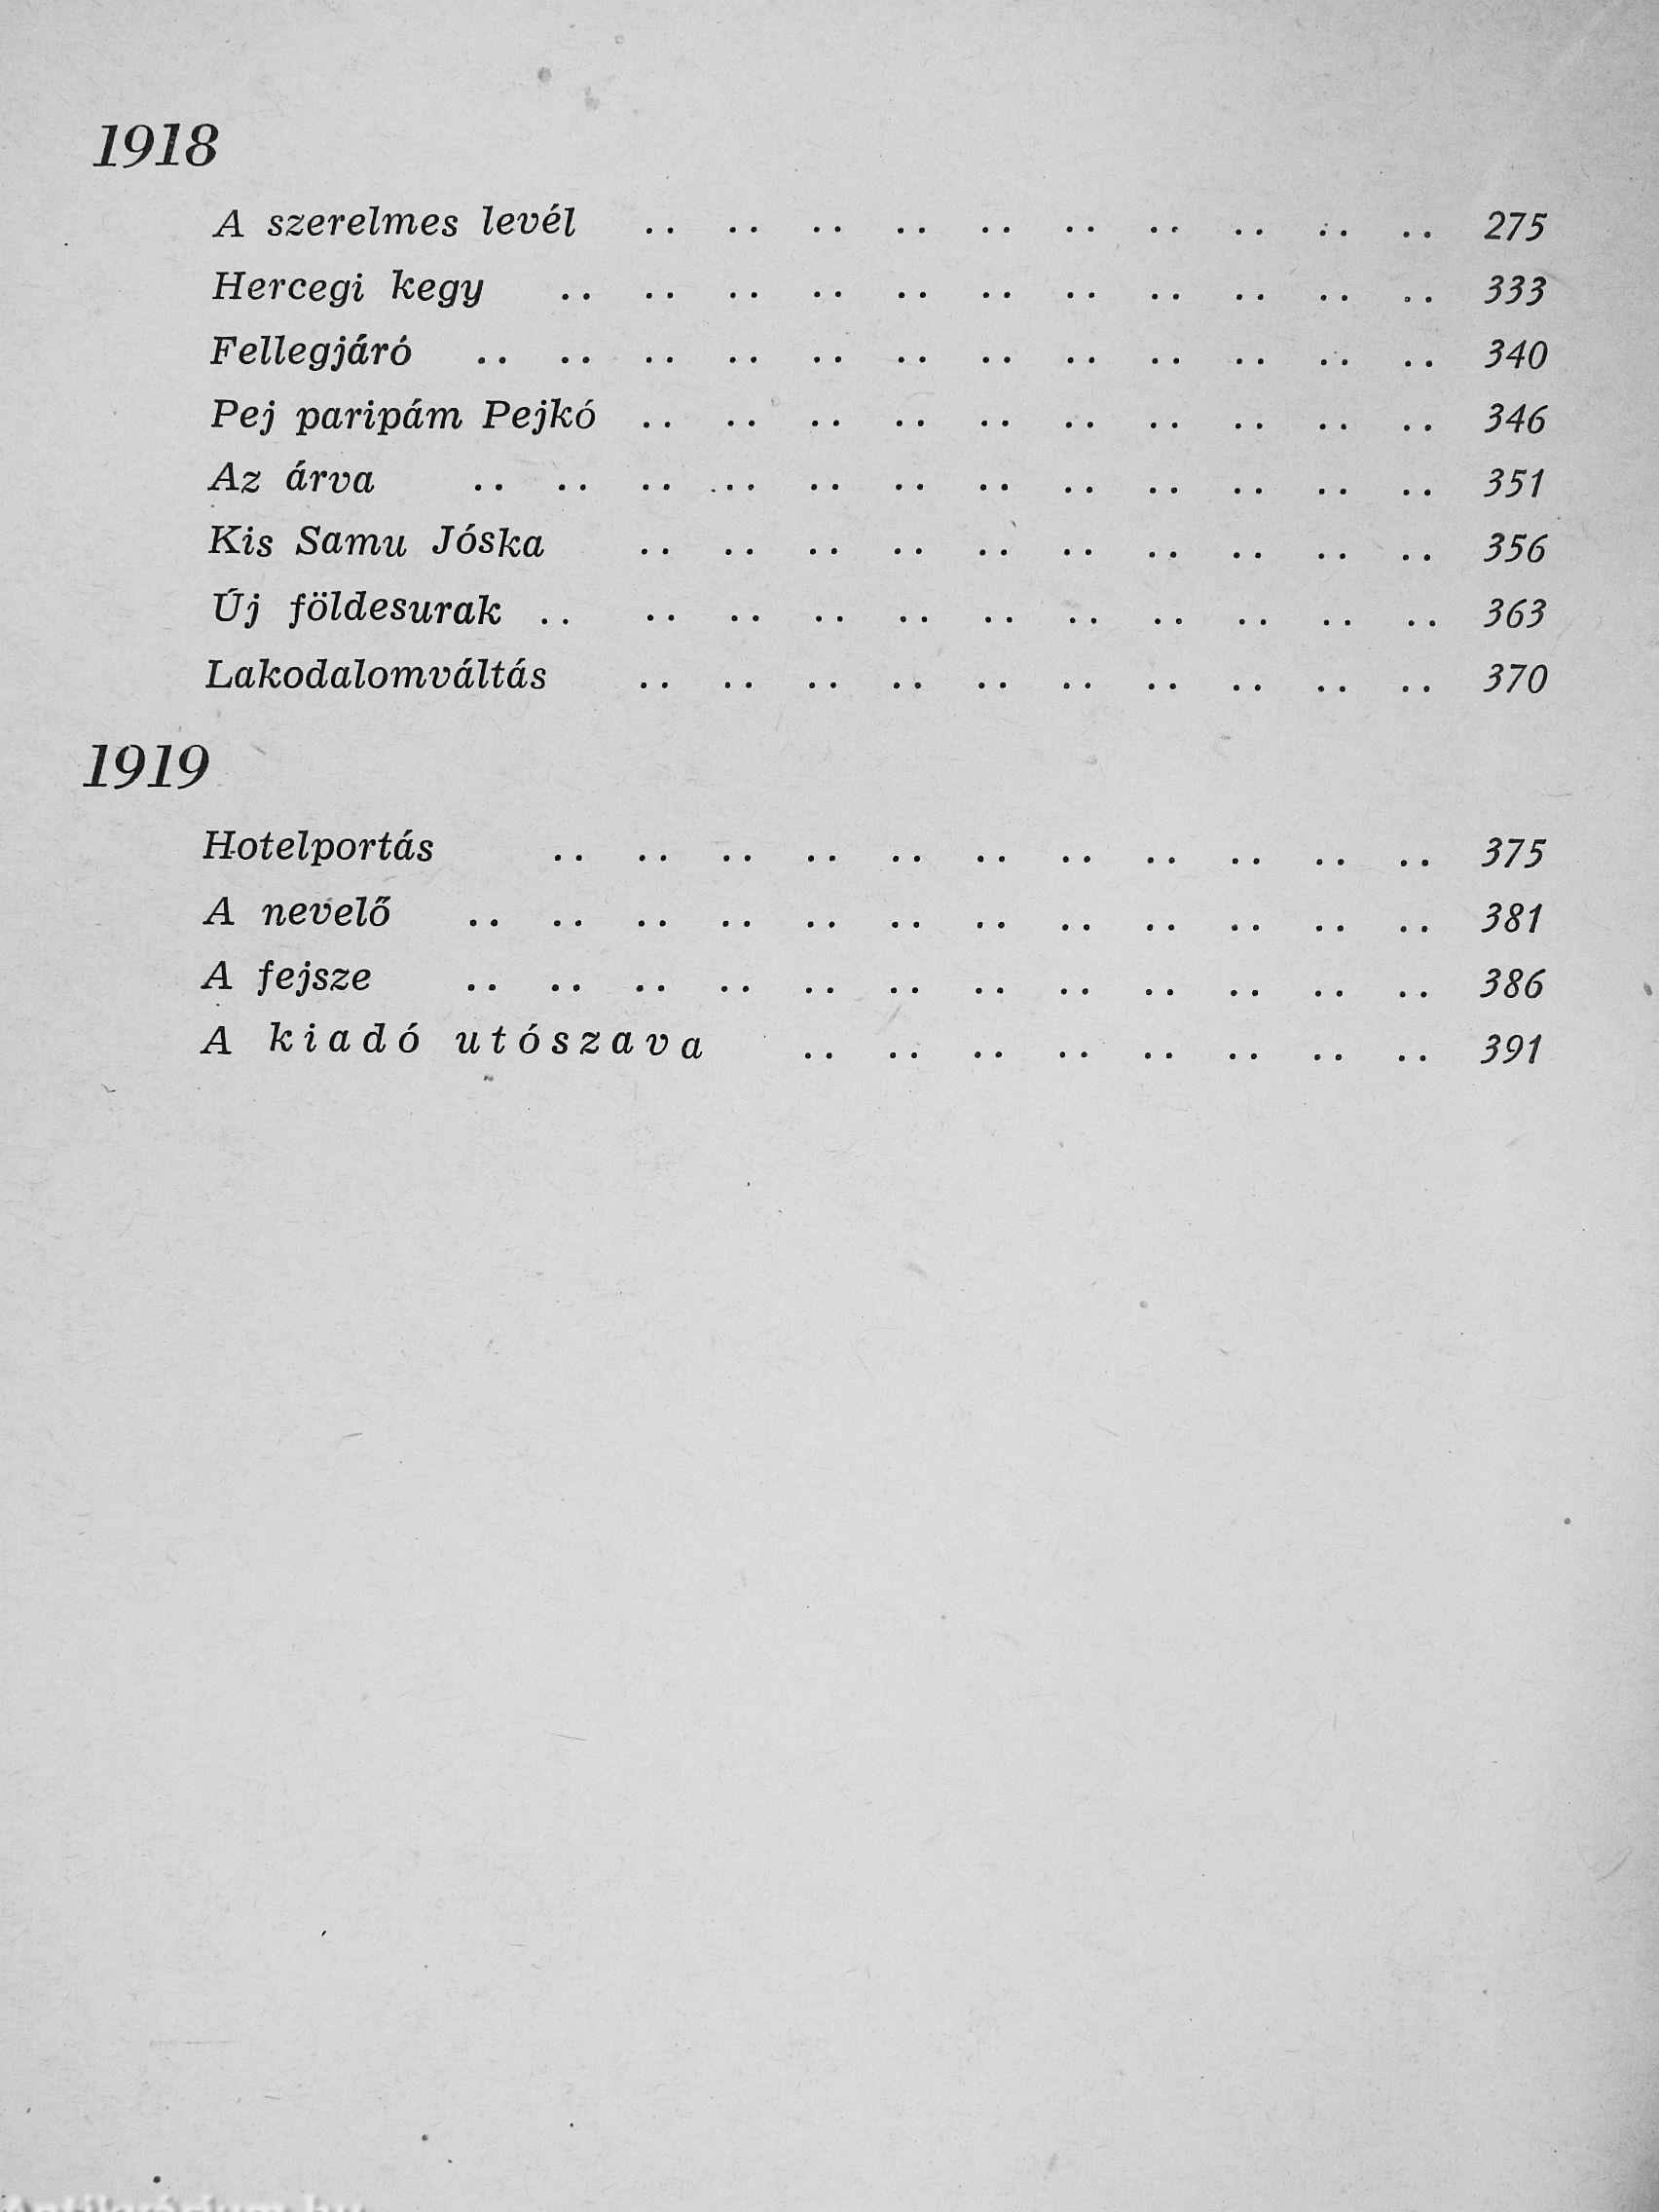 1918
A szerelmes levél .. .. .. .. .. .. .. .. .. .. 275
Hercegi kegy .. .. .. .. .. .. .. .. .. .. .. 333
Fellegjáró .. .. .. .. .. .. .. .. .. .. .. .. 340
Pej paripám Pejkó .. .. .. .. .. .. .. .. .. .. 346
Az árva .. .. .. .. .. .. .. .. .. .. .. .. 351
Kis Samu Jóska .. .. .. .. .. .. .. .. .. .. 356
Új földesurak .. .. .. .. .. .. .. .. .. .. .. 363
Lakodalomváltás .. .. .. .. .. .. .. .. .. .. 370
1919
Hotelportás .. .. .. .. .. .. .. .. .. .. .. 375
A nevelő .. .. .. .. .. .. .. .. .. .. .. .. 381
A fejsze .. .. .. .. .. .. .. .. .. .. .. .. 386
A kiadó utószava .. .. .. .. .. .. .. .. 391